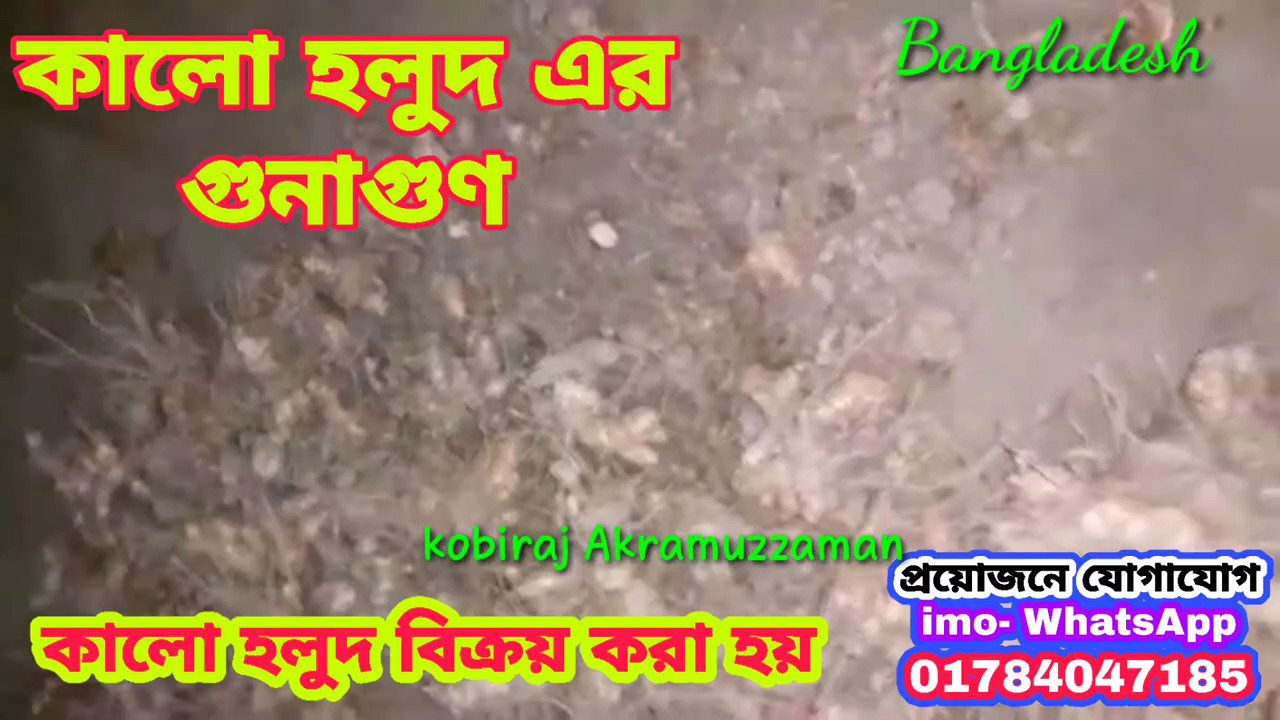 কালো হলুদ এর
গুনাগুণ
Bangladesh
kobiraj Akramuzzaman
প্রয়োজনে যোগাযোগ
imo- WhatsApp
01784047185
কালো হলুদ বিক্রয় করা হয়